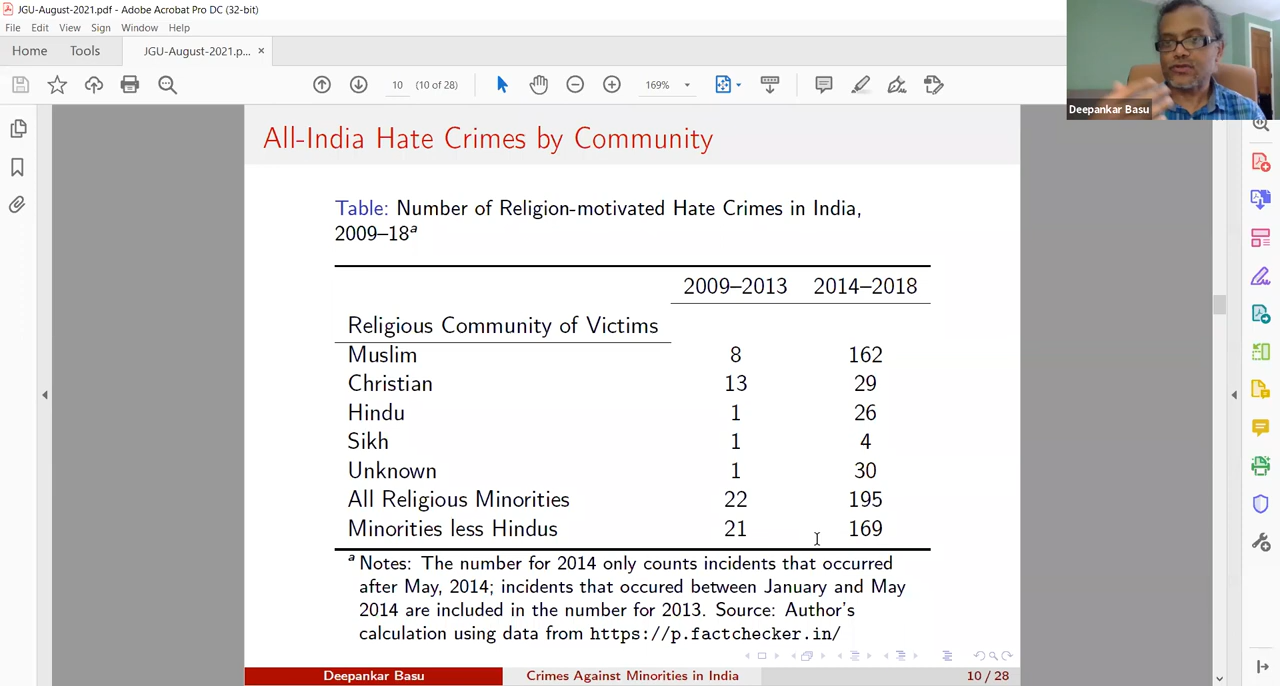 JGU-August-2021.pdf - Adobe Acrobat Pro DC (32-bit)
File Edit View Sign Window Help
Home Tools JGU-August-2021.p... ×
10 (10 of 28) 169%
Deepankar Basu
All-India Hate Crimes by Community
Table: Number of Religion-motivated Hate Crimes in India,
2009–18a
2009–2013 2014–2018
Religious Community of Victims
Muslim 8 162
Christian 13 29
Hindu 1 26
Sikh 1 4
Unknown 1 30
All Religious Minorities 22 195
Minorities less Hindus 21 169
a Notes: The number for 2014 only counts incidents that occurred
after May, 2014; incidents that occured between January and May
2014 are included in the number for 2013. Source: Author's
calculation using data from https://p.factchecker.in/
Deepankar Basu Crimes Against Minorities in India 10 / 28